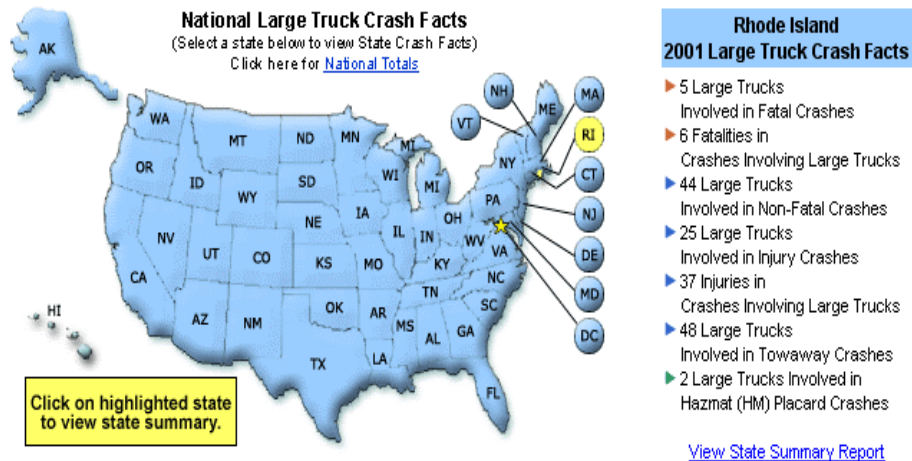 National Large Truck Crash Facts
(Select a state below to view State Crash Facts)
Click here for National Totals
AK
WA
MT
ND
MN
MI
VT
NH
ME
MA
RI
OR
ID
WY
SD
WI
MI
NY
CT
NV
UT
CO
NE
IA
IL
IN
OH
PA
NJ
CA
KS
MO
KY
WV
VA
DE
AZ
NM
OK
AR
TN
NC
MD
HI
TX
LA
MS
AL
GA
SC
DC
FL
Click on highlighted state
to view state summary.
Rhode Island
2001 Large Truck Crash Facts
5 Large Trucks
Involved in Fatal Crashes
6 Fatalities in
Crashes Involving Large Trucks
44 Large Trucks
Involved in Non-Fatal Crashes
25 Large Trucks
Involved in Injury Crashes
37 Injuries in
Crashes Involving Large Trucks
48 Large Trucks
Involved in Towaway Crashes
2 Large Trucks Involved in
Hazmat (HM) Placard Crashes
View State Summary Report